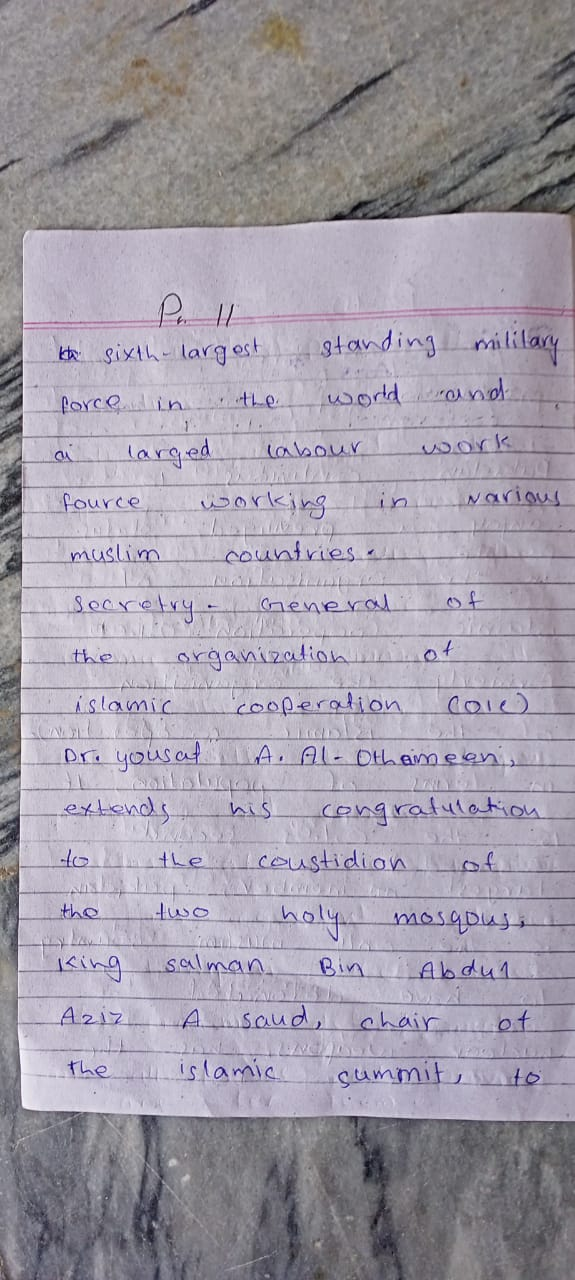 P. 11
sixth-largest standing military
force in the world and
a larged labour work
fource working in various
muslim countries.
secretry - General of
the organization of
islamic cooperation (OIC)
Dr. yousaf A. Al-Othaimeen,
extends his congratulation
to the coustidion of
the two holy mosqous,
King salman Bin Abdul
Aziz A saud, chair of
the islamic summit, to